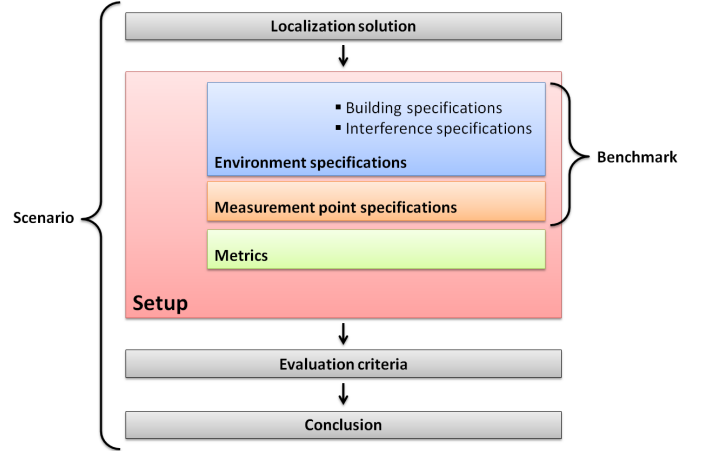 Localization solution
▪ Building specifications
▪ Interference specifications
Environment specifications
Benchmark
Measurement point specifications
Scenario
Metrics
Setup
Evaluation criteria
Conclusion